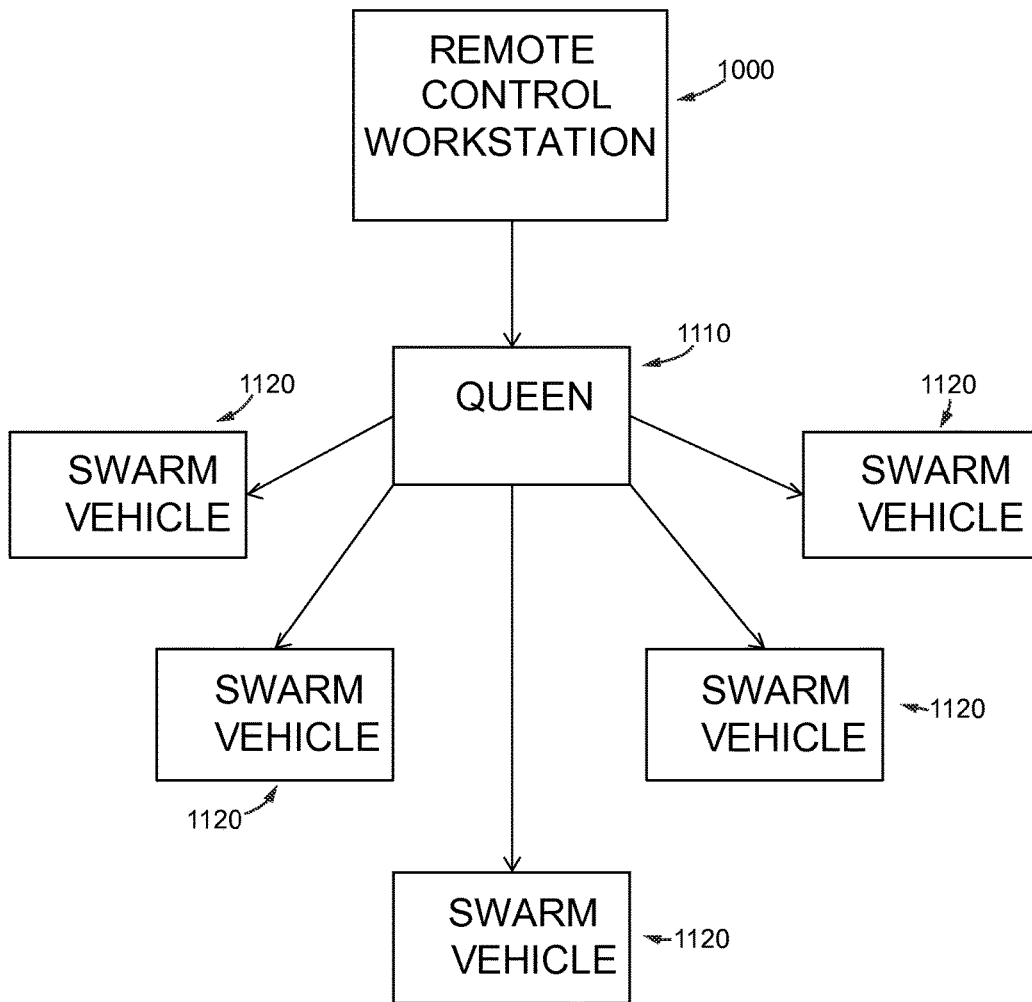 REMOTE
CONTROL
WORKSTATION
1000
1110
QUEEN
1120
SWARM
VEHICLE
1120
SWARM
VEHICLE
SWARM
VEHICLE
1120
SWARM
VEHICLE
1120
SWARM
VEHICLE
1120